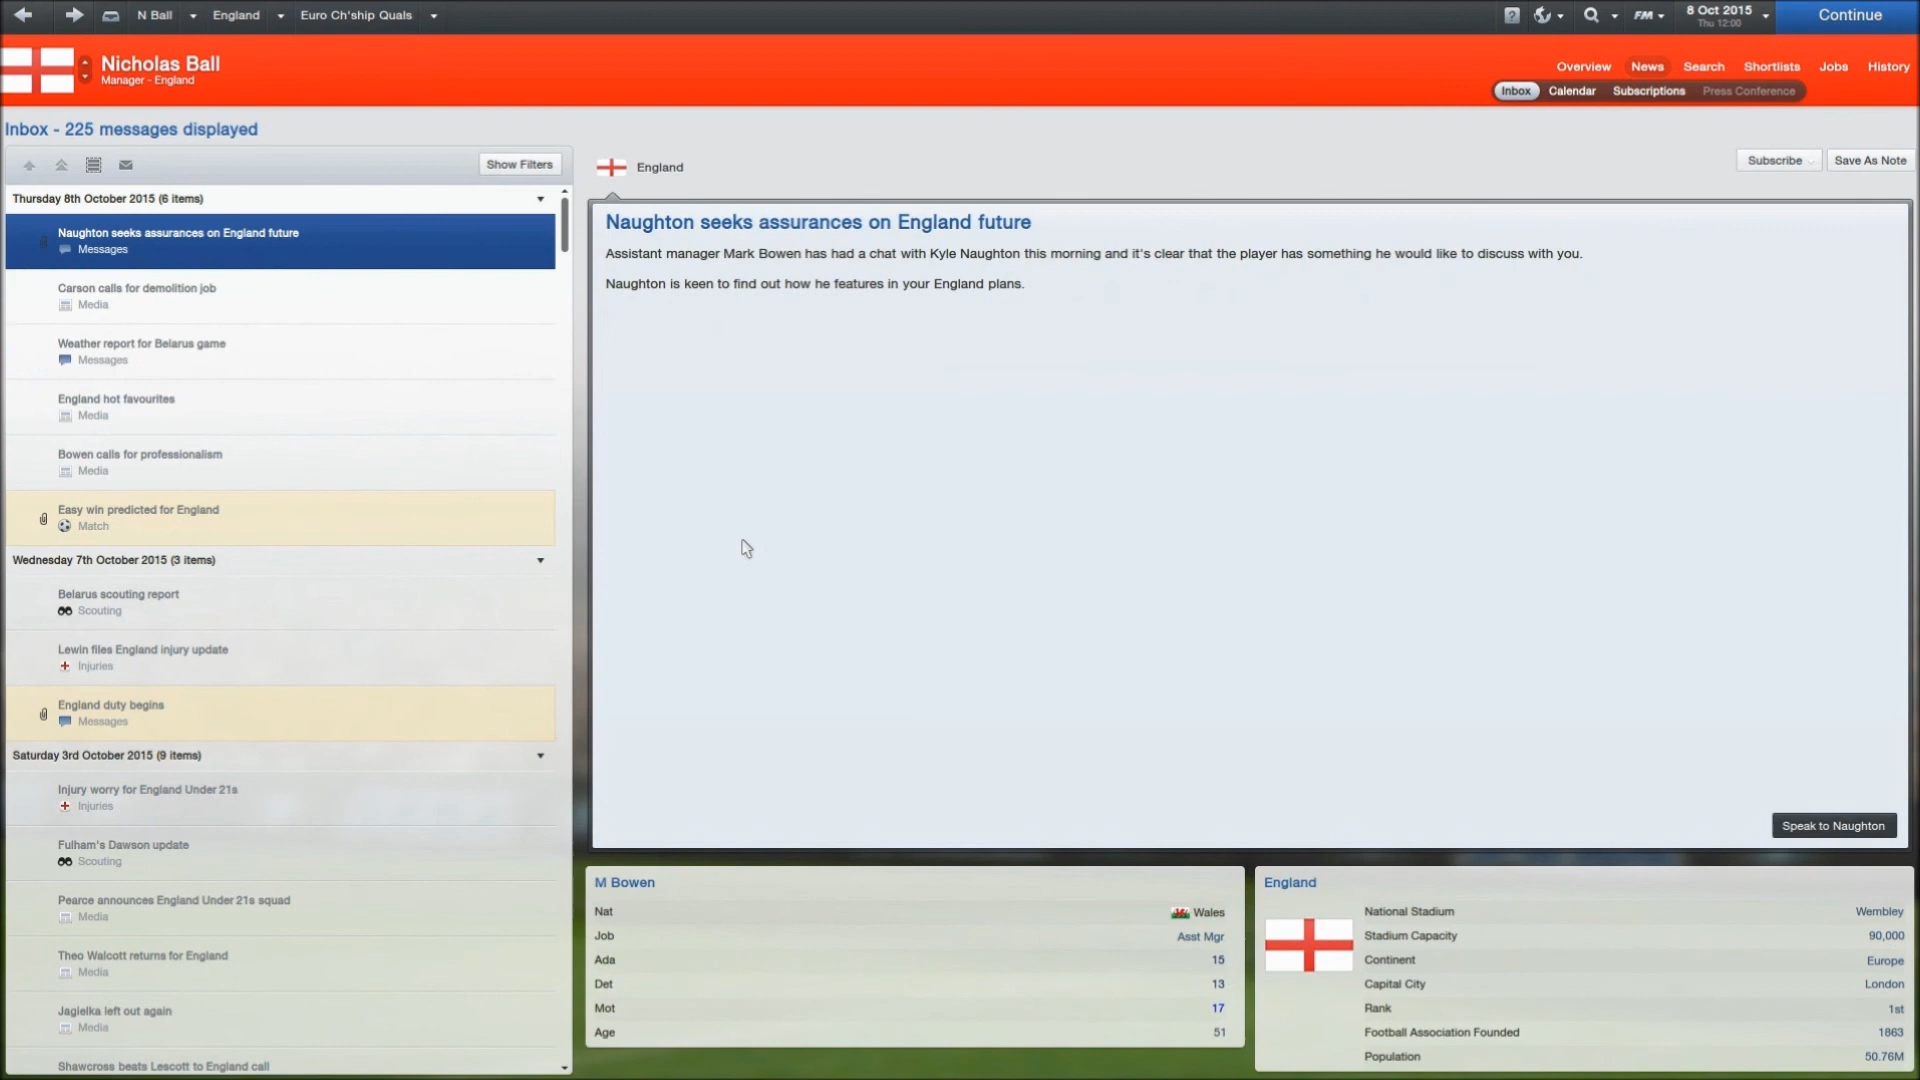 N Ball
England
Euro Ch'ship Quals
FM
8 Oct 2015
Thu 12:00
Continue
Nicholas Ball
Manager - England
Overview
News
Search
Shortlists
Jobs
History
Inbox
Calendar
Subscriptions
Press Conference
Inbox - 225 messages displayed
Show Filters
England
Subscribe
Save As Note
Thursday 8th October 2015 (6 items)
Naughton seeks assurances on England future
Messages
Carson calls for demolition job
Media
Weather report for Belarus game
Messages
England hot favourites
Media
Bowen calls for professionalism
Media
Easy win predicted for England
Match
Wednesday 7th October 2015 (3 items)
Belarus scouting report
Scouting
Lewin files England injury update
Injuries
England duty begins
Messages
Saturday 3rd October 2015 (9 items)
Injury worry for England Under 21s
Injuries
Fulham's Dawson update
Scouting
Pearce announces England Under 21s squad
Media
Theo Walcott returns for England
Media
Jagielka left out again
Media
Shawcross beats Lescott to England call
Naughton seeks assurances on England future
Assistant manager Mark Bowen has had a chat with Kyle Naughton this morning and it's clear that the player has something he would like to discuss with you.
Naughton is keen to find out how he features in your England plans.
Speak to Naughton
M Bowen
Nat Wales
Job Asst Mgr
Ada 15
Det 13
Mot 17
Age 51
England
National Stadium Wembley
Stadium Capacity 90,000
Continent Europe
Capital City London
Rank 1st
Football Association Founded 1863
Population 50.76M